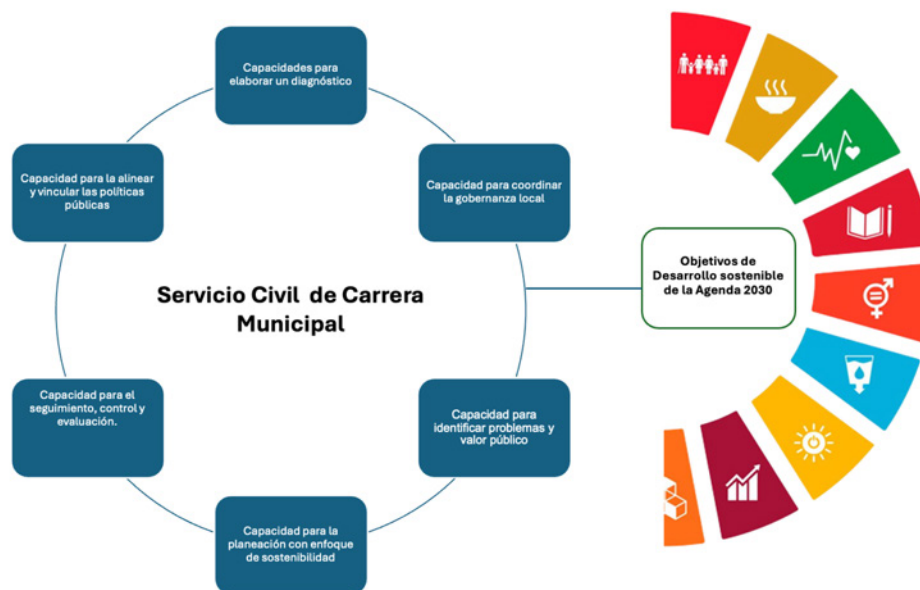 Capacidades para
elaborar un diagnóstico
Capacidad para la alinear
y vincular las políticas
públicas
Capacidad para coordinar
la gobernanza local
Servicio Civil de Carrera
Municipal
Objetivos de
Desarrollo sostenible
de la Agenda 2030
Capacidad para el
seguimiento, control y
evaluación.
Capacidad para
identificar problemas y
valor público
Capacidad para la
planeación con enfoque
de sostenibilidad